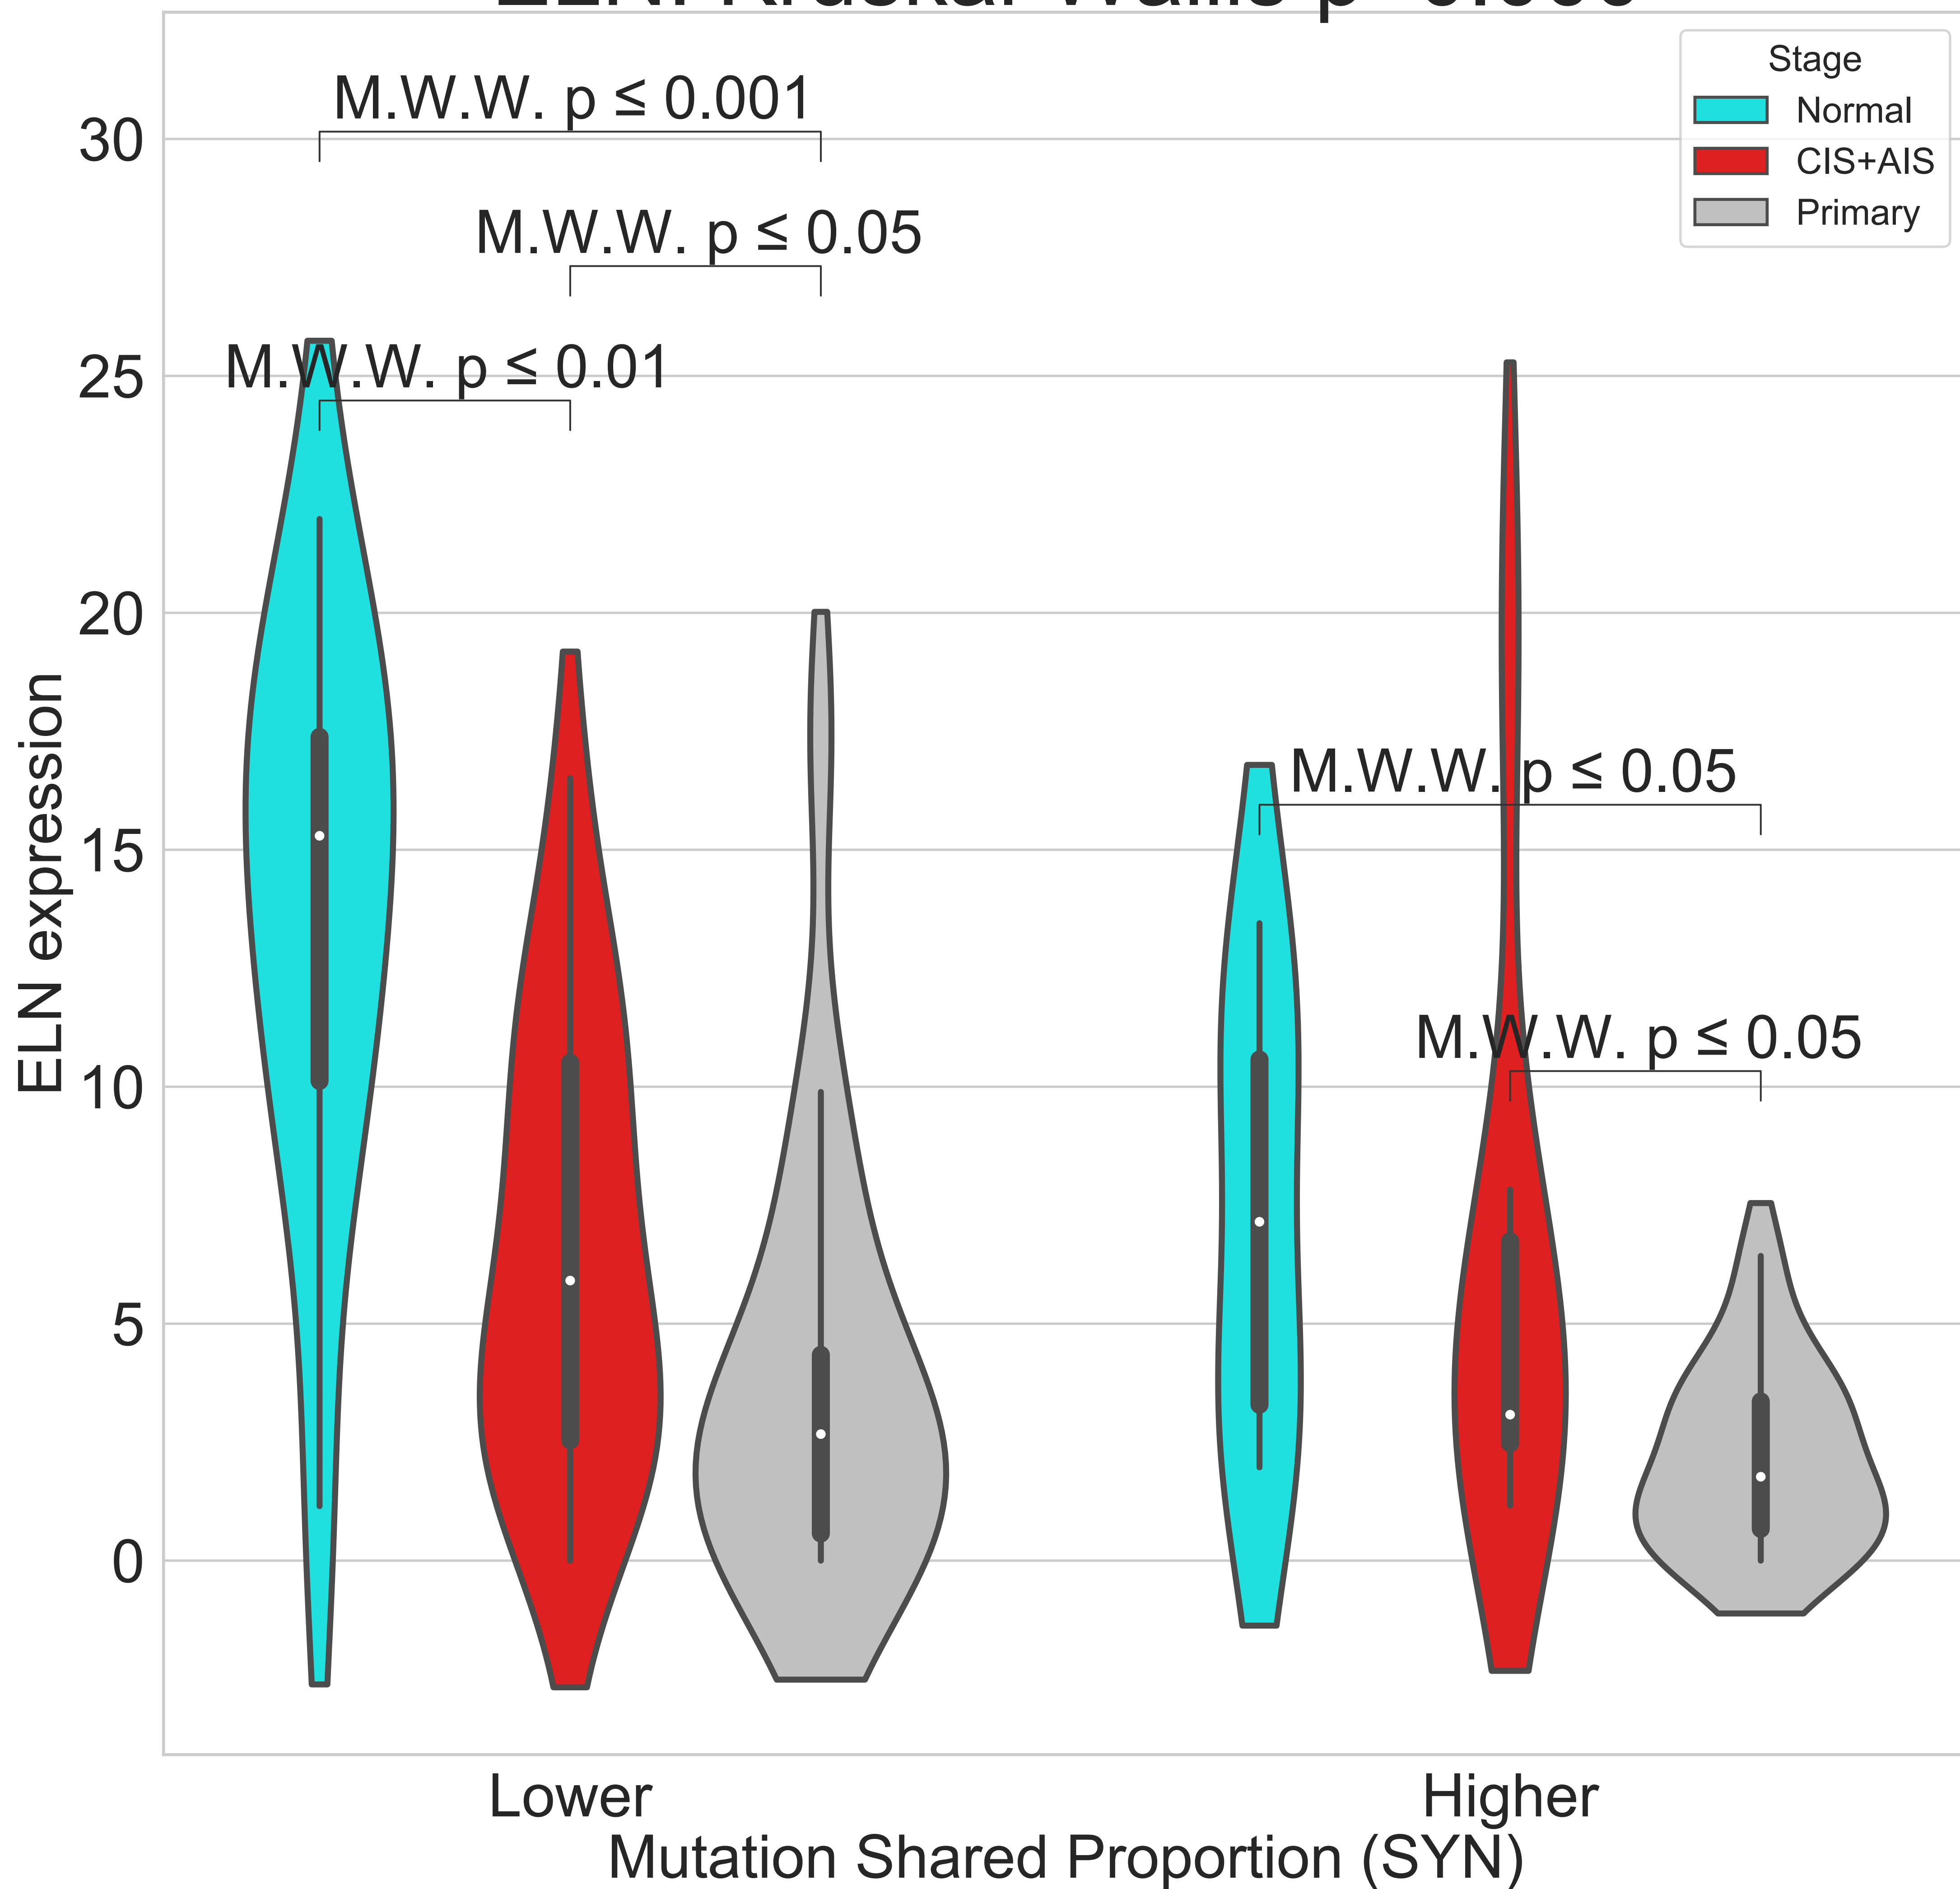 Stage
Normal
CIS+AIS
Primary
M.W.W. p ≤ 0.001
M.W.W. p ≤ 0.05
M.W.W. p ≤ 0.01
M.W.W. p ≤ 0.05
M.W.W. p ≤ 0.05
30
25
20
15
10
5
0
ELN expression
Lower
Higher
Mutation Shared Proportion (SYN)